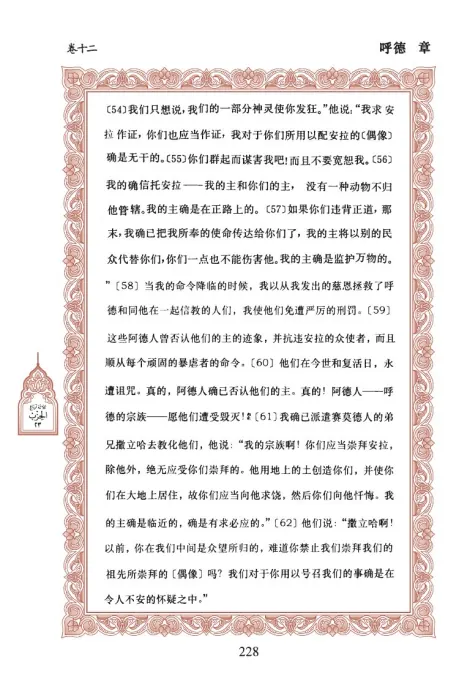 卷十二
呼德 章
〔54〕我们只想说，我们的一部分神灵使你发狂。”他说：“我求 安
拉 作证，你们也应当作证，我对于你们所用以配安拉的〔偶像〕
确是无干的。〔55〕你们群起而谋害我吧！而且不要宽恕我。〔56〕
我的确信托安拉——我的主和你们的主， 没有一种动物不归
他管辖。我的主确是在正路上的。〔57〕如果你们违背正道，那
末，我确已把我所奉的使命传达给你们了，我的主将以别的民
众代替你们，你们一点也不能伤害他。我的主确是监护万物的。
”〔58〕当我的命令降临的时候，我以从我发出的慈恩拯救了呼
德和同他在一起信教的人们，我使他们免遭严厉的刑罚。〔59〕
这些阿德人曾否认他们的主的迹象，并抗违安拉的众使者，而且
顺从每个顽固的暴虐者的命令。〔60〕他们在今世和复活日，永
遭诅咒。真的，阿德人确已否认他们的主。真的！阿德人——呼
德的宗族——愿他们遭受毁灭！〔61〕我确已派遣赛莫德人的弟
兄撒立哈去教化他们，他说：“我的宗族啊！你们应当崇拜安拉，
除他外，绝无应受你们崇拜的。他用地上的土创造你们，并使你
们在大地上居住，故你们应当向他求饶，然后你们向他忏悔。我
的主确是临近的，确是有求必应的。”〔62〕他们说：“撒立哈啊！
以前，你在我们中间是众望所归的，难道你禁止我们崇拜我们的
祖先所崇拜的〔偶像〕吗？我们对于你用以号召我们的事确是在
令人不安的怀疑之中。”
الحزب
٢٣
228